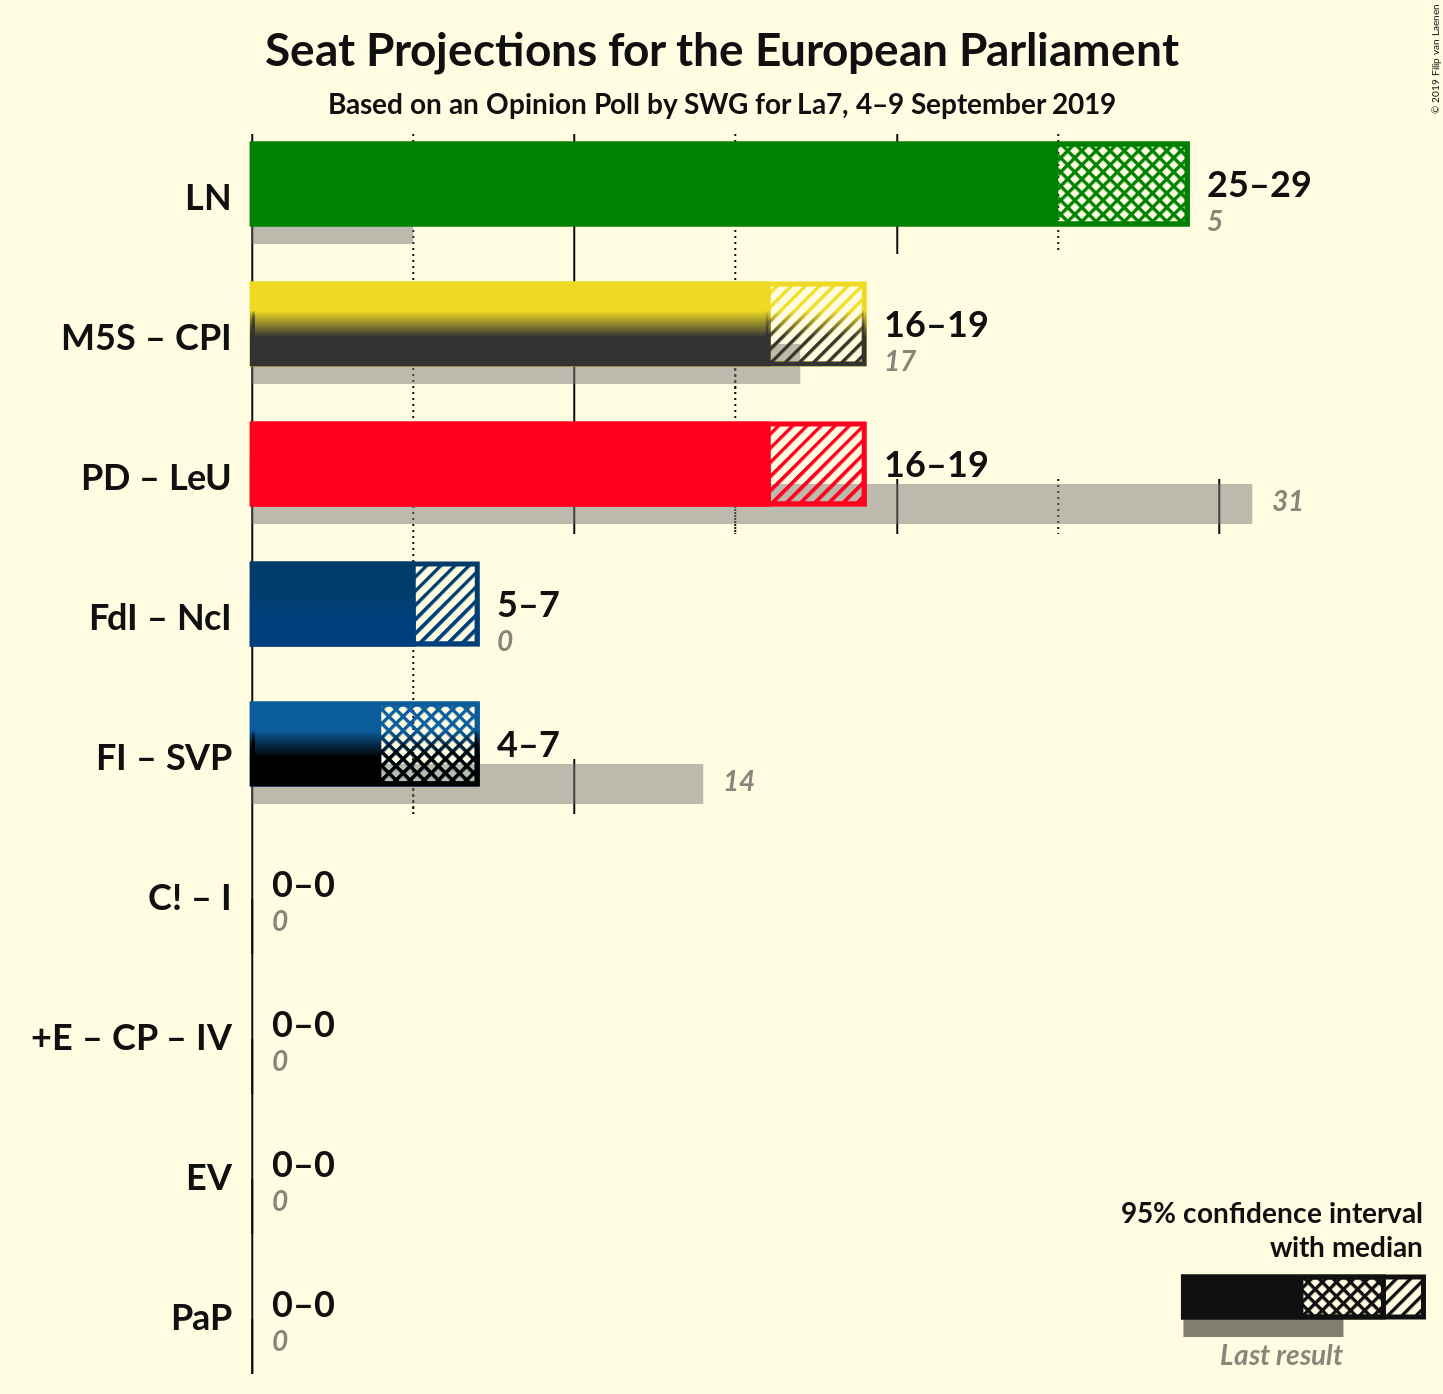 Seat Projections for the European Parliament
Based on an Opinion Poll by SWG for La7, 4–9 September 2019
© 2019 Filip van Laenen
LN
25–29
5
M5S – CPI
16–19
17
PD – LeU
16–19
31
FdI – NcI
5–7
0
FI – SVP
4–7
14
C! – I
0–0
0
+E – CP – IV
0–0
0
EV
0–0
0
PaP
0–0
0
95% confidence interval
with median
Last result